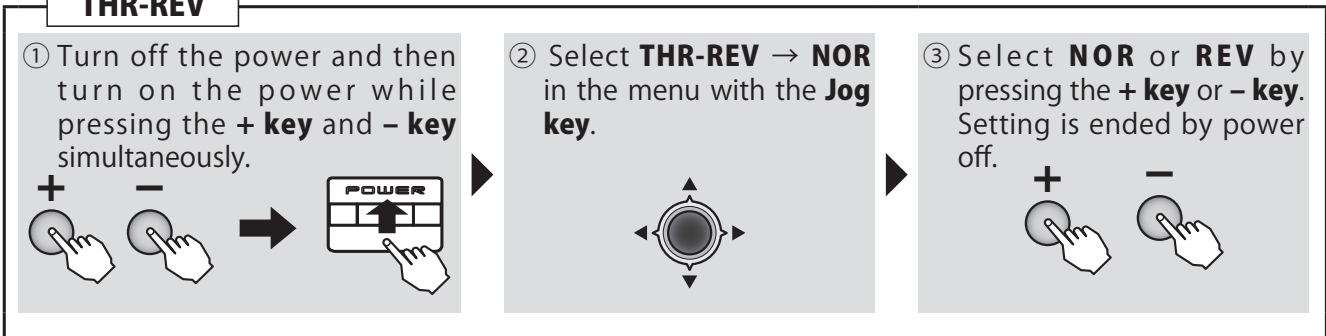 THR-REV
① Turn off the power and then
turn on the power while
pressing the + key and – key
simultaneously.
+ –
POWER
② Select THR-REV → NOR
in the menu with the Jog
key.
③ Select NOR or REV by
pressing the + key or – key.
Setting is ended by power
off.
+ –